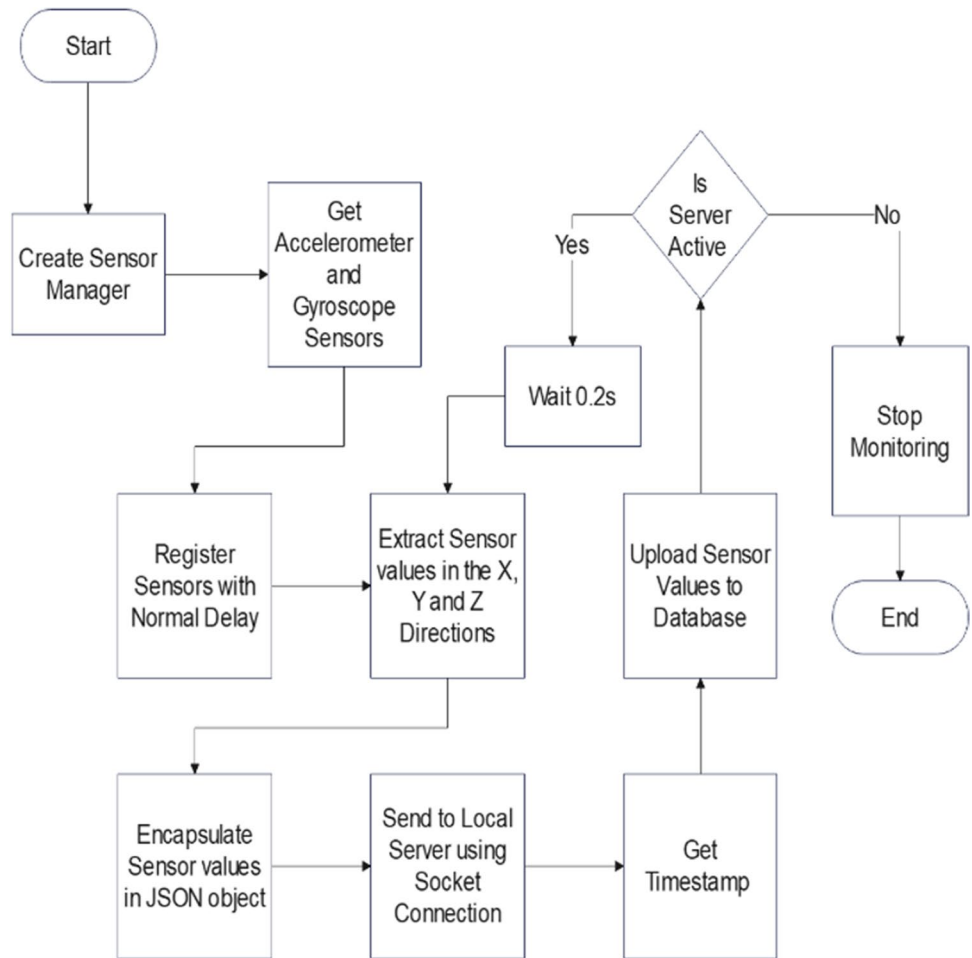 Start
Create Sensor
Manager
Get
Accelerometer
and
Gyroscope
Sensors
Register
Sensors with
Normal Delay
Extract Sensor
values in the X,
Y and Z
Directions
Encapsulate
Sensor values
in JSON object
Send to Local
Server using
Socket
Connection
Get
Timestamp
Upload Sensor
Values to
Database
Is
Server
Active
Yes
Wait 0.2s
No
Stop
Monitoring
End